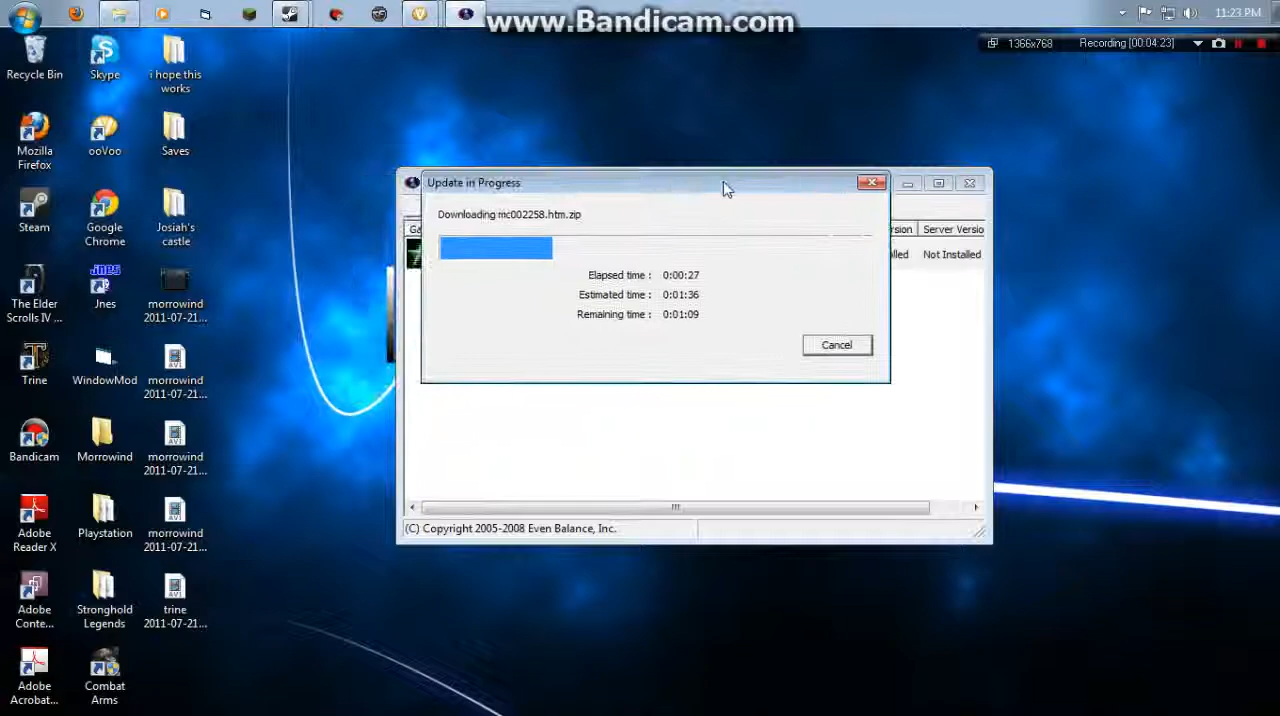 www.Bandicam.com
11:23 PM
1366x768
Recording [00:04:23]
Recycle Bin
Skype
i hope this
works
Mozilla
Firefox
ooVoo
Saves
Steam
Google
Chrome
Josiah's
castle
The Elder
Scrolls IV ...
Jnes
morrowind
2011-07-21...
Trine
WindowMod
morrowind
2011-07-21...
Bandicam
Morrowind
morrowind
2011-07-21...
Adobe
Reader X
Playstation
morrowind
2011-07-21...
Adobe
Conte...
Stronghold
Legends
trine
2011-07-21...
Adobe
Acrobat...
Combat
Arms
Update in Progress
Downloading mc002258.htm.zip
Elapsed time : 0:00:27
Estimated time : 0:01:36
Remaining time : 0:01:09
Cancel
Ga
rsion
Server Versio
lled
Not Installed
(C) Copyright 2005-2008 Even Balance, Inc.